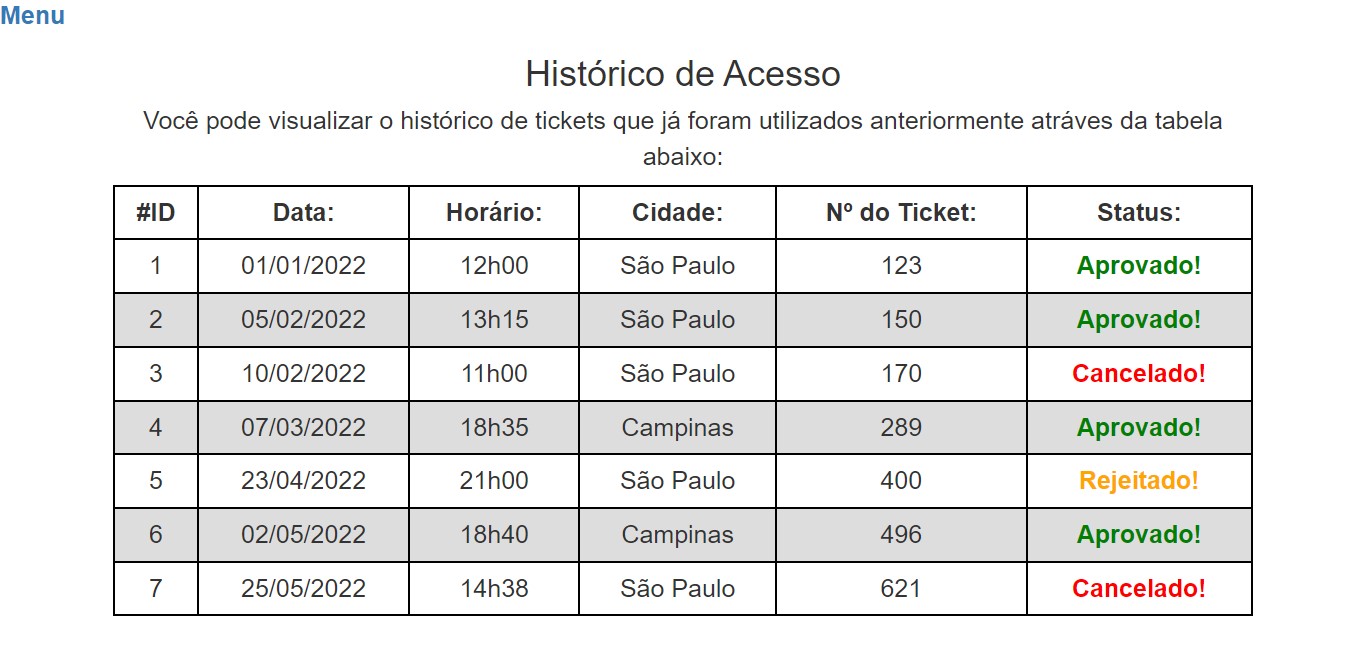 Menu
Histórico de Acesso
Você pode visualizar o histórico de tickets que já foram utilizados anteriormente atráves da tabela
abaixo:
#ID Data: Horário: Cidade: Nº do Ticket: Status:
1 01/01/2022 12h00 São Paulo 123 Aprovado!
2 05/02/2022 13h15 São Paulo 150 Aprovado!
3 10/02/2022 11h00 São Paulo 170 Cancelado!
4 07/03/2022 18h35 Campinas 289 Aprovado!
5 23/04/2022 21h00 São Paulo 400 Rejeitado!
6 02/05/2022 18h40 Campinas 496 Aprovado!
7 25/05/2022 14h38 São Paulo 621 Cancelado!